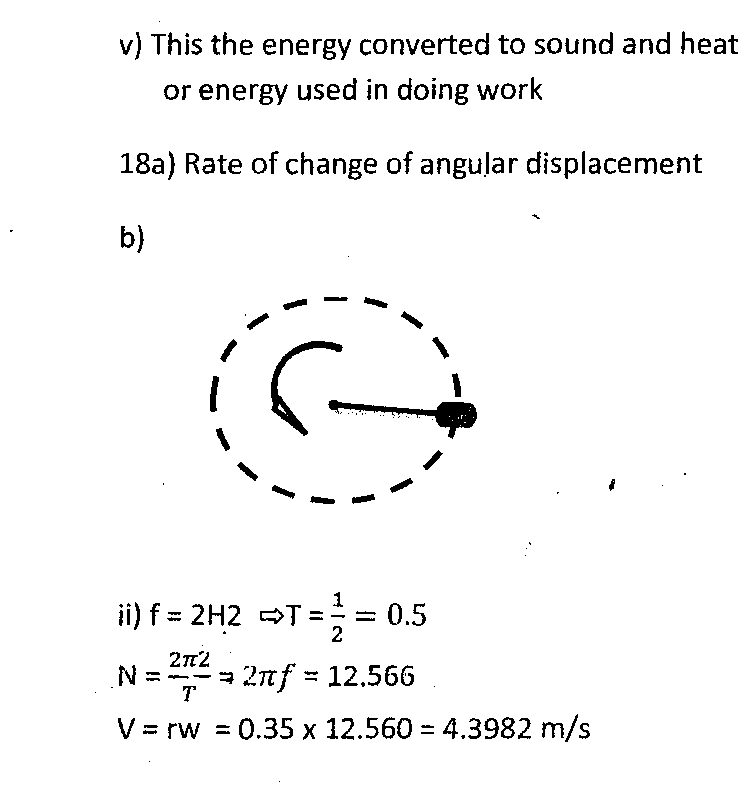 v) This the energy converted to sound and heat
or energy used in doing work
18a) Rate of change of angular displacement
b)
ii) f = 2H2 ⇨T = 1/2 = 0.5
N = 2π2/T = 2πf = 12.566
V = rw = 0.35 x 12.560 = 4.3982 m/s